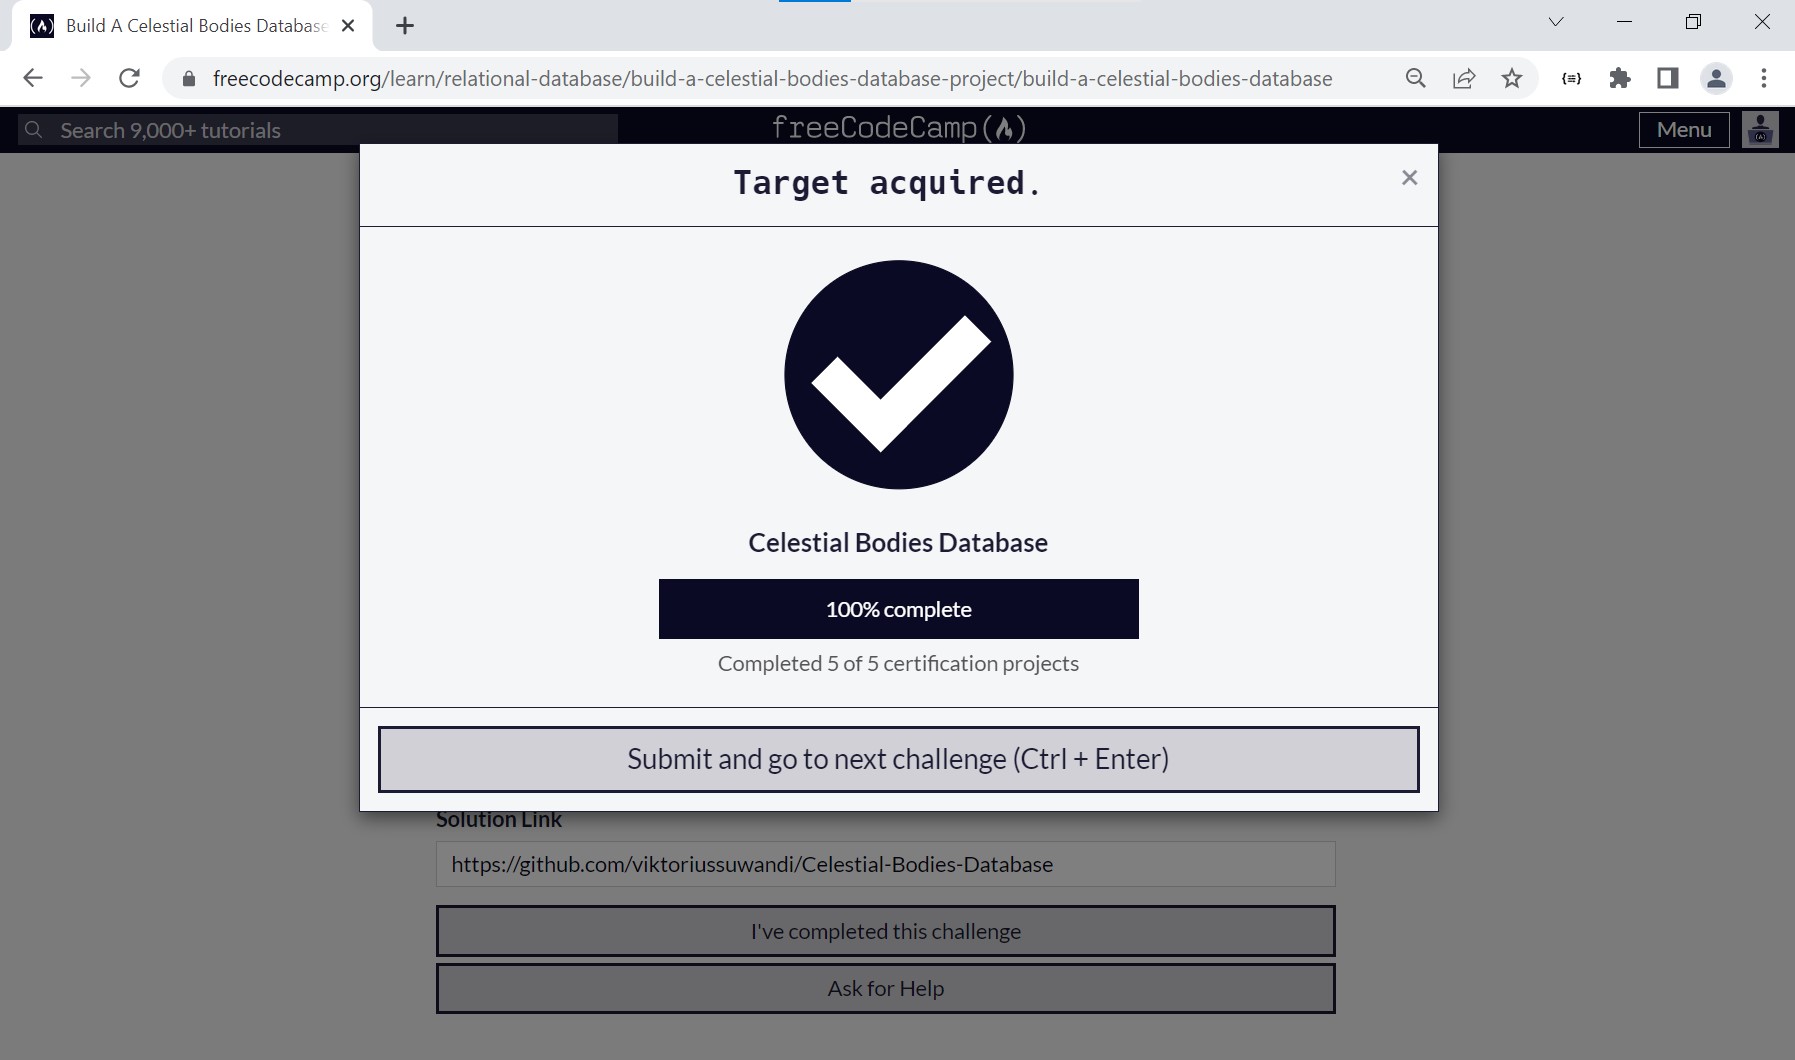 Build A Celestial Bodies Database
freecodecamp.org/learn/relational-database/build-a-celestial-bodies-database-project/build-a-celestial-bodies-database
Search 9,000+ tutorials
freeCodeCamp
Menu
Target acquired.
Celestial Bodies Database
100% complete
Completed 5 of 5 certification projects
Submit and go to next challenge (Ctrl + Enter)
Solution Link
https://github.com/viktoriussuwandi/Celestial-Bodies-Database
I've completed this challenge
Ask for Help